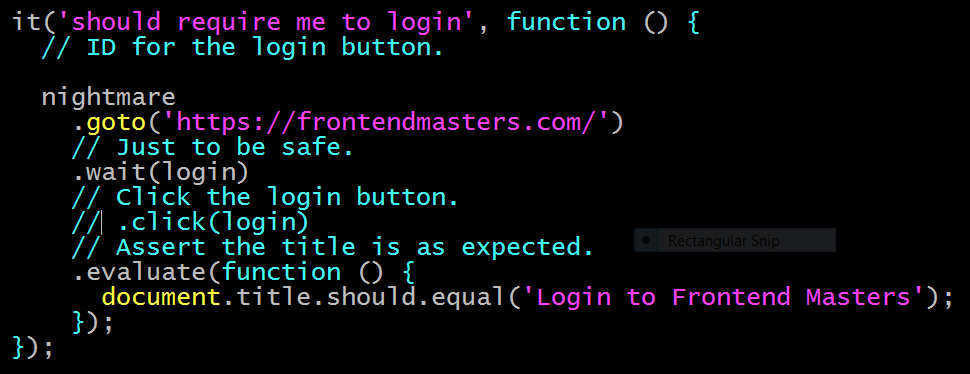 it('should require me to login', function () {
// ID for the login button.
nightmare
.goto('https://frontendmasters.com/')
// Just to be safe.
.wait(login)
// Click the login button.
// .click(login)
// Assert the title is as expected.
Rectangular Snip
.evaluate(function () {
document.title.should.equal('Login to Frontend Masters');
});
});